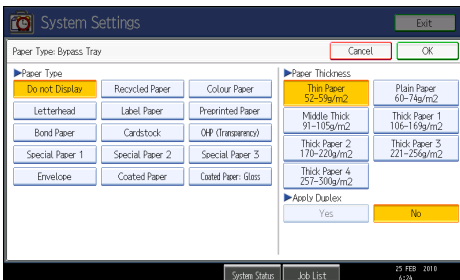 System Settings
Exit
Paper Type: Bypass Tray
Cancel
OK
▶Paper Type
Do not Display
Recycled Paper
Colour Paper
Letterhead
Label Paper
Preprinted Paper
Bond Paper
Cardstock
OHP (Transparency)
Special Paper 1
Special Paper 2
Special Paper 3
Envelope
Coated Paper
Coated Paper: Gloss
▶Paper Thickness
Thin Paper
52-59g/m2
Plain Paper
60-74g/m2
Middle Thick
91-105g/m2
Thick Paper 1
106-169g/m2
Thick Paper 2
170-220g/m2
Thick Paper 3
221-256g/m2
Thick Paper 4
257-300g/m2
▶Apply Duplex
Yes
No
System Status
Job List
25 FEB 2010
6:24